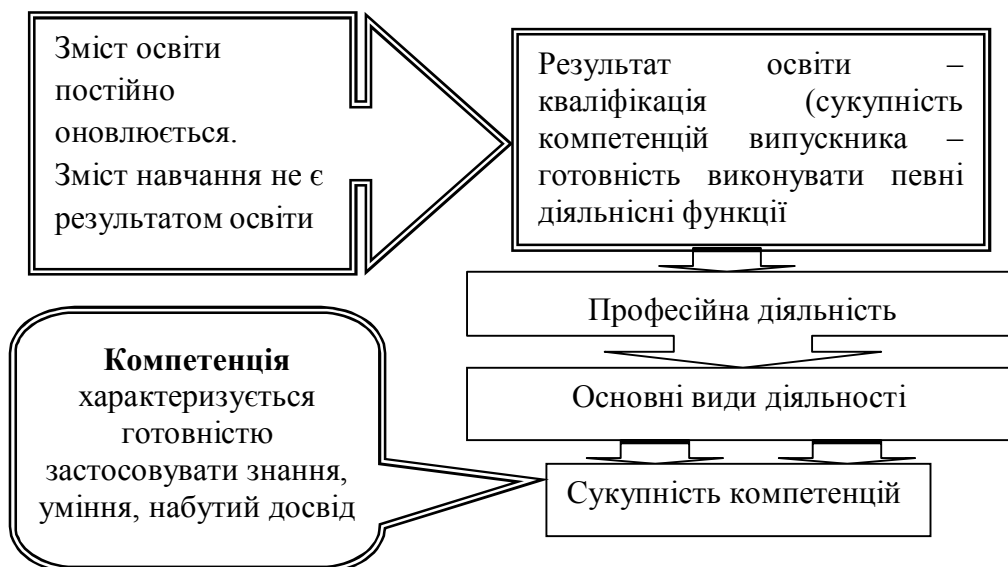 Зміст освіти
постійно
оновлюється.
Зміст навчання не є
результатом освіти
Результат освіти –
кваліфікація (сукупність
компетенцій випускника –
готовність виконувати певні
діяльнісні функції
Професійна діяльність
Основні види діяльності
Сукупність компетенцій
Компетенція
характеризується
готовністю
застосовувати знання,
уміння, набутий досвід